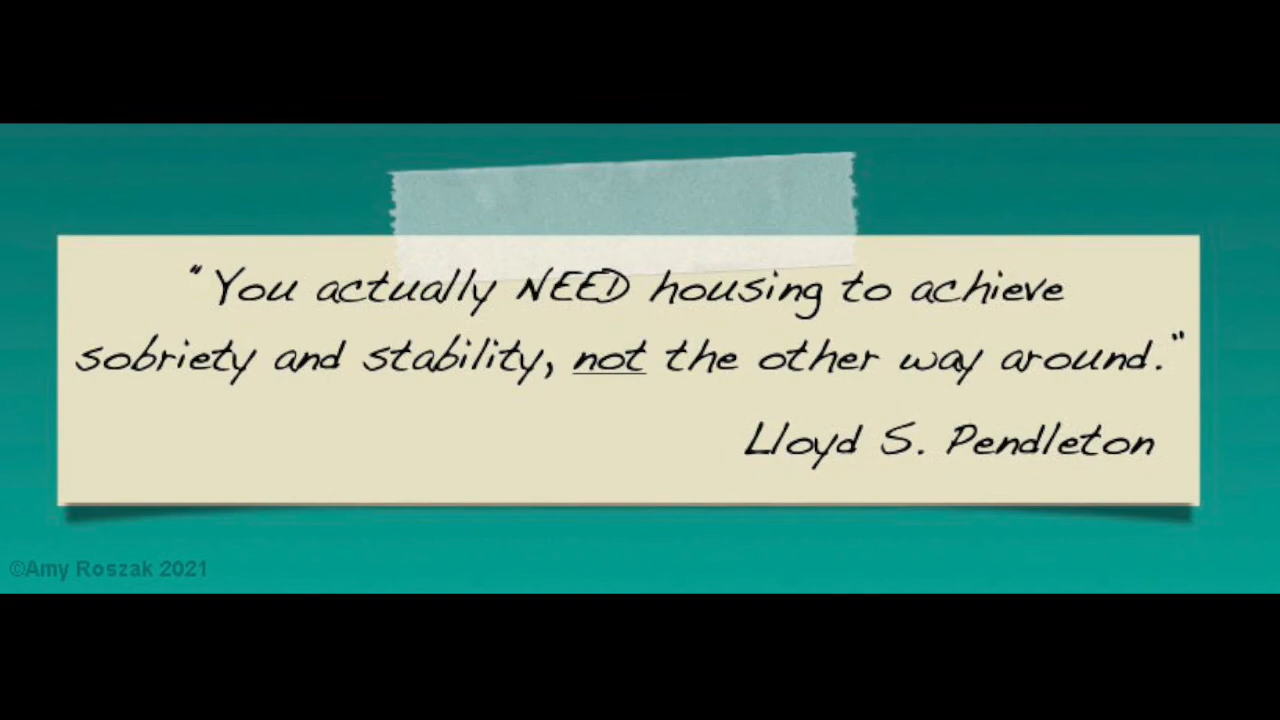 "You actually NEED housing to achieve
sobriety and stability, not the other way around."
Lloyd S. Pendleton
©Amy Roszak 2021